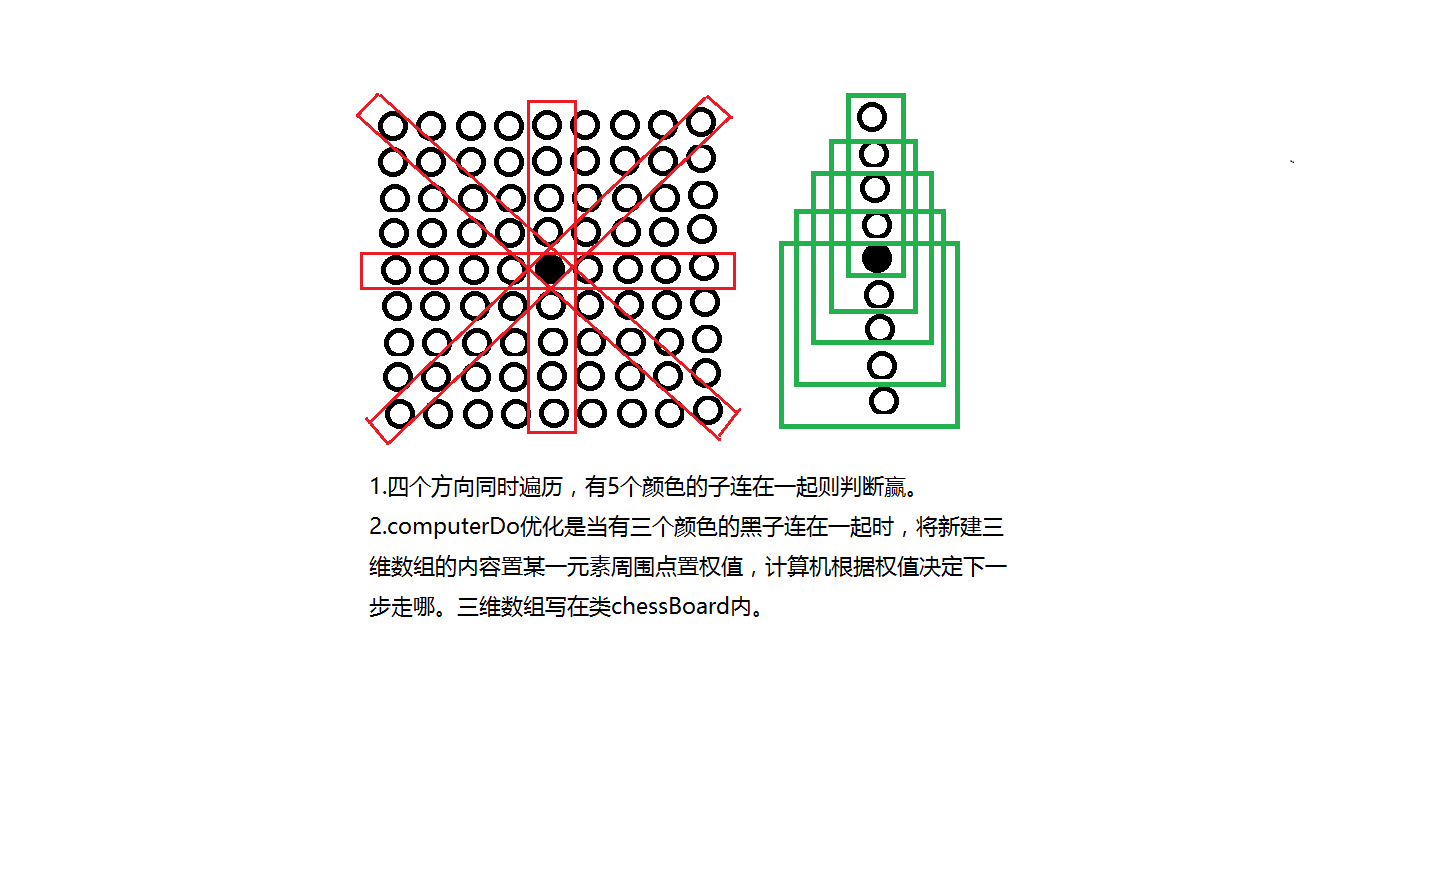 1.四个方向同时遍历，有5个颜色的子连在一起则判断赢。
2.computerDo优化是当有三个颜色的黑子连在一起时，将新建三
维数组的内容置某一元素周围点置权值，计算机根据权值决定下一
步走哪。三维数组写在类chessBoard内。